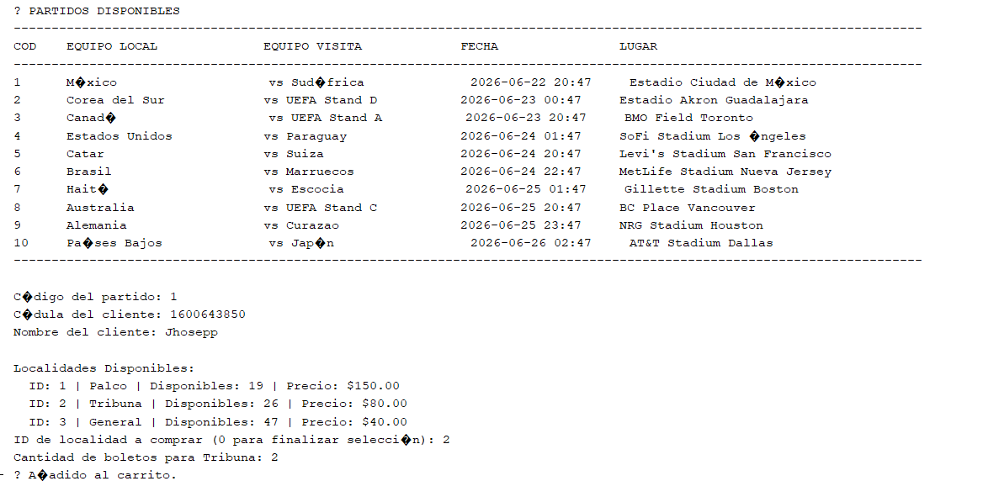 ? PARTIDOS DISPONIBLES
------------------------------------------------------------------------------------------------------------------------
COD    EQUIPO LOCAL              EQUIPO VISITA             FECHA                LUGAR
------------------------------------------------------------------------------------------------------------------------
1      M�xico                    vs Sud�frica              2026-06-22 20:47     Estadio Ciudad de M�xico
2      Corea del Sur             vs UEFA Stand D           2026-06-23 00:47     Estadio Akron Guadalajara
3      Canad�                    vs UEFA Stand A           2026-06-23 20:47     BMO Field Toronto
4      Estados Unidos            vs Paraguay               2026-06-24 01:47     SoFi Stadium Los �ngeles
5      Catar                     vs Suiza                  2026-06-24 20:47     Levi's Stadium San Francisco
6      Brasil                    vs Marruecos              2026-06-24 22:47     MetLife Stadium Nueva Jersey
7      Hait�                     vs Escocia                2026-06-25 01:47     Gillette Stadium Boston
8      Australia                 vs UEFA Stand C           2026-06-25 20:47     BC Place Vancouver
9      Alemania                  vs Curazao                2026-06-25 23:47     NRG Stadium Houston
10     Pa�ses Bajos              vs Jap�n                  2026-06-26 02:47     AT&T Stadium Dallas
------------------------------------------------------------------------------------------------------------------------
C�digo del partido: 1
C�dula del cliente: 1600643850
Nombre del cliente: Jhosepp
Localidades Disponibles:
  ID: 1 | Palco | Disponibles: 19 | Precio: $150.00
  ID: 2 | Tribuna | Disponibles: 26 | Precio: $80.00
  ID: 3 | General | Disponibles: 47 | Precio: $40.00
ID de localidad a comprar (0 para finalizar selecci�n): 2
Cantidad de boletos para Tribuna: 2
? A�adido al carrito.